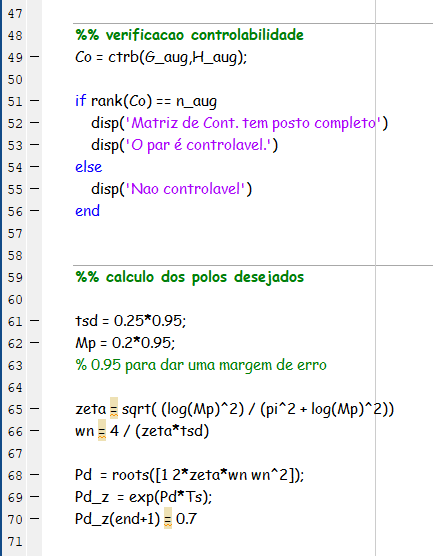 47
48 %% verificacao controlabilidade
49 Co = ctrb(G_aug,H_aug);
50
51 if rank(Co) == n_aug
52 disp('Matriz de Cont. tem posto completo')
53 disp('O par é controlavel.')
54 else
55 disp('Nao controlavel')
56 end
57
58
59 %% calculo dos polos desejados
60
61 tsd = 0.25*0.95;
62 Mp = 0.2*0.95;
63 % 0.95 para dar uma margem de erro
64
65 zeta = sqrt( (log(Mp)^2) / (pi^2 + log(Mp)^2))
66 wn = 4 / (zeta*tsd)
67
68 Pd = roots([1 2*zeta*wn wn^2]);
69 Pd_z = exp(Pd*Ts);
70 Pd_z(end+1) = 0.7
71